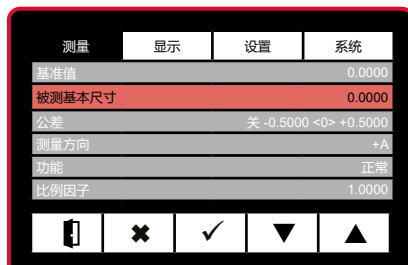 测量 显示 设置 系统
基准值 0.0000
被测基本尺寸 0.0000
公差 关 -0.5000 <0> +0.5000
测量方向 +A
功能 正常
比例因子 1.0000